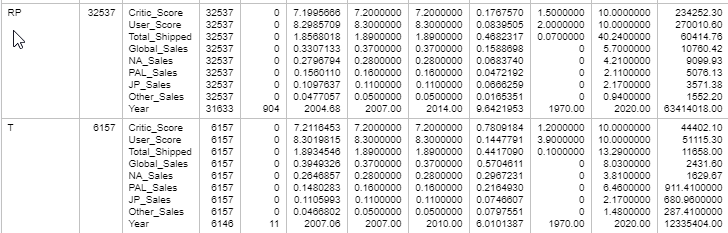 RP 32537 Critic_Score 32537 0 7.1995666 7.2000000 7.2000000 0.1767570 1.5000000 10.0000000 234252.30
User_Score 32537 0 8.2985709 8.3000000 8.3000000 0.0839505 2.0000000 10.0000000 270010.60
Total_Shipped 32537 0 1.8568018 1.8900000 1.8900000 0.4682317 0.0700000 40.2400000 60414.76
Global_Sales 32537 0 0.3307133 0.3700000 0.3700000 0.1588698 0 5.7000000 10760.42
NA_Sales 32537 0 0.2796794 0.2800000 0.2800000 0.0683740 0 4.2100000 9099.93
PAL_Sales 32537 0 0.1560110 0.1600000 0.1600000 0.0472192 0 2.1100000 5076.13
JP_Sales 32537 0 0.1097637 0.1100000 0.1100000 0.0666259 0 2.1700000 3571.38
Other_Sales 32537 0 0.0477057 0.0500000 0.0500000 0.0165351 0 0.9400000 1552.20
Year 31633 904 2004.68 2007.00 2014.00 9.6421953 1970.00 2020.00 63414018.00
T 6157 Critic_Score 6157 0 7.2116453 7.2000000 7.2000000 0.7809184 1.2000000 10.0000000 44402.10
User_Score 6157 0 8.3019815 8.3000000 8.3000000 0.1447791 3.9000000 10.0000000 51115.30
Total_Shipped 6157 0 1.8934546 1.8900000 1.8900000 0.4417090 0.1000000 13.2900000 11658.00
Global_Sales 6157 0 0.3949326 0.3700000 0.3700000 0.5704611 0 8.0300000 2431.60
NA_Sales 6157 0 0.2646857 0.2800000 0.2800000 0.2967231 0 3.8100000 1629.67
PAL_Sales 6157 0 0.1480283 0.1600000 0.1600000 0.2164930 0 6.4600000 911.4100000
JP_Sales 6157 0 0.1105993 0.1100000 0.1100000 0.0746607 0 2.1700000 680.9600000
Other_Sales 6157 0 0.0466802 0.0500000 0.0500000 0.0797551 0 1.4800000 287.4100000
Year 6146 11 2007.06 2007.00 2010.00 6.0101387 1970.00 2020.00 12335404.00